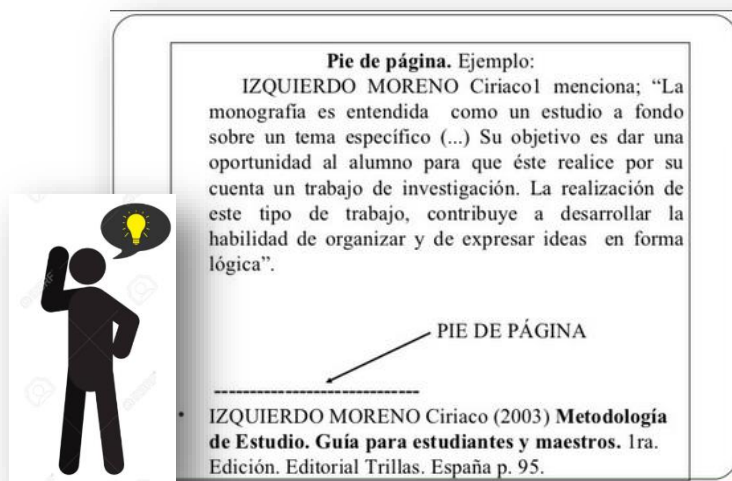 Pie de página. Ejemplo:
IZQUIERDO MORENO Ciriaco1 menciona; “La
monografía es entendida como un estudio a fondo
sobre un tema específico (...) Su objetivo es dar una
oportunidad al alumno para que éste realice por su
cuenta un trabajo de investigación. La realización de
este tipo de trabajo, contribuye a desarrollar la
habilidad de organizar y de expresar ideas en forma
lógica”.
PIE DE PÁGINA
-----------------------------
• IZQUIERDO MORENO Ciriaco (2003) Metodología
de Estudio. Guía para estudiantes y maestros. 1ra.
Edición. Editorial Trillas. España p. 95.